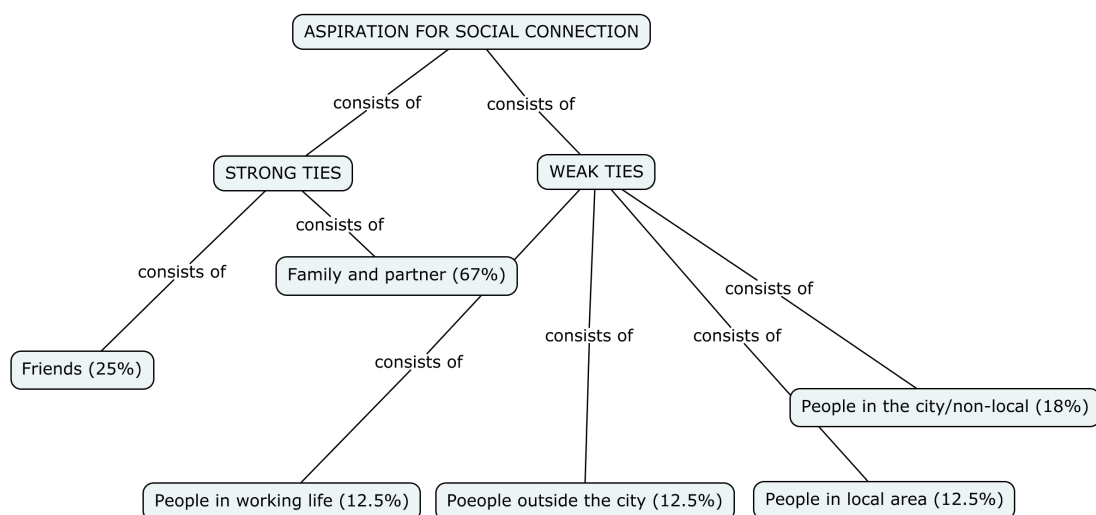 ASPIRATION FOR SOCIAL CONNECTION
consists of
consists of
STRONG TIES
WEAK TIES
consists of
consists of
Family and partner (67%)
consists of
consists of
consists of
consists of
Friends (25%)
People in the city/non-local (18%)
People in working life (12.5%)
Poeople outside the city (12.5%)
People in local area (12.5%)